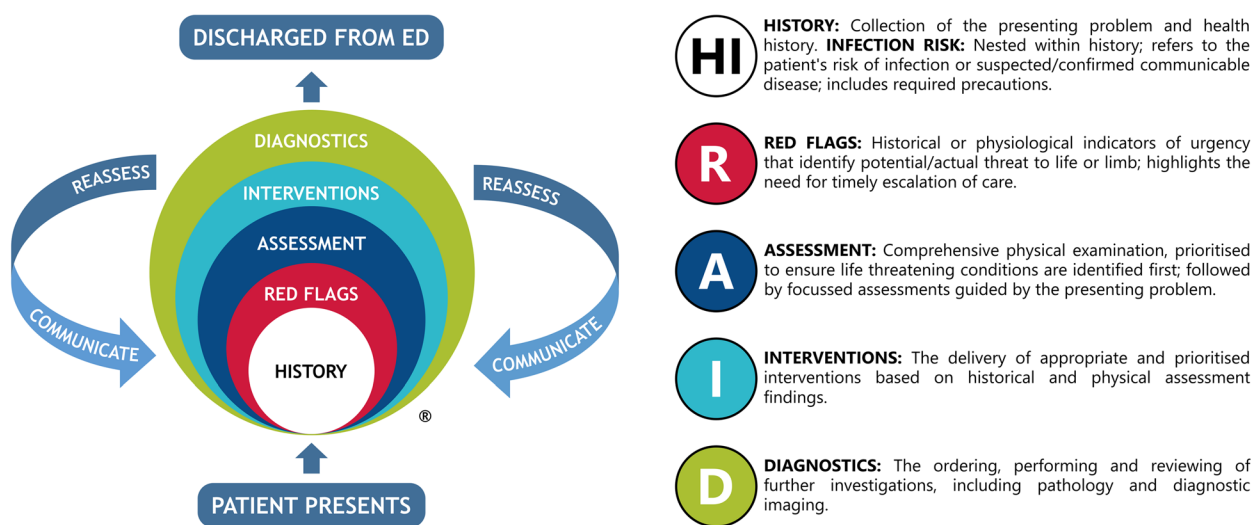 DISCHARGED FROM ED
DIAGNOSTICS
INTERVENTIONS
ASSESSMENT
RED FLAGS
HISTORY
REASSESS
COMMUNICATE
REASSESS
COMMUNICATE
®
PATIENT PRESENTS
HI
HISTORY: Collection of the presenting problem and health
history. INFECTION RISK: Nested within history; refers to the
patient's risk of infection or suspected/confirmed communicable
disease; includes required precautions.
R
RED FLAGS: Historical or physiological indicators of urgency
that identify potential/actual threat to life or limb; highlights the
need for timely escalation of care.
A
ASSESSMENT: Comprehensive physical examination, prioritised
to ensure life threatening conditions are identified first; followed
by focussed assessments guided by the presenting problem.
I
INTERVENTIONS: The delivery of appropriate and prioritised
interventions based on historical and physical assessment
findings.
D
DIAGNOSTICS: The ordering, performing and reviewing of
further investigations, including pathology and diagnostic
imaging.